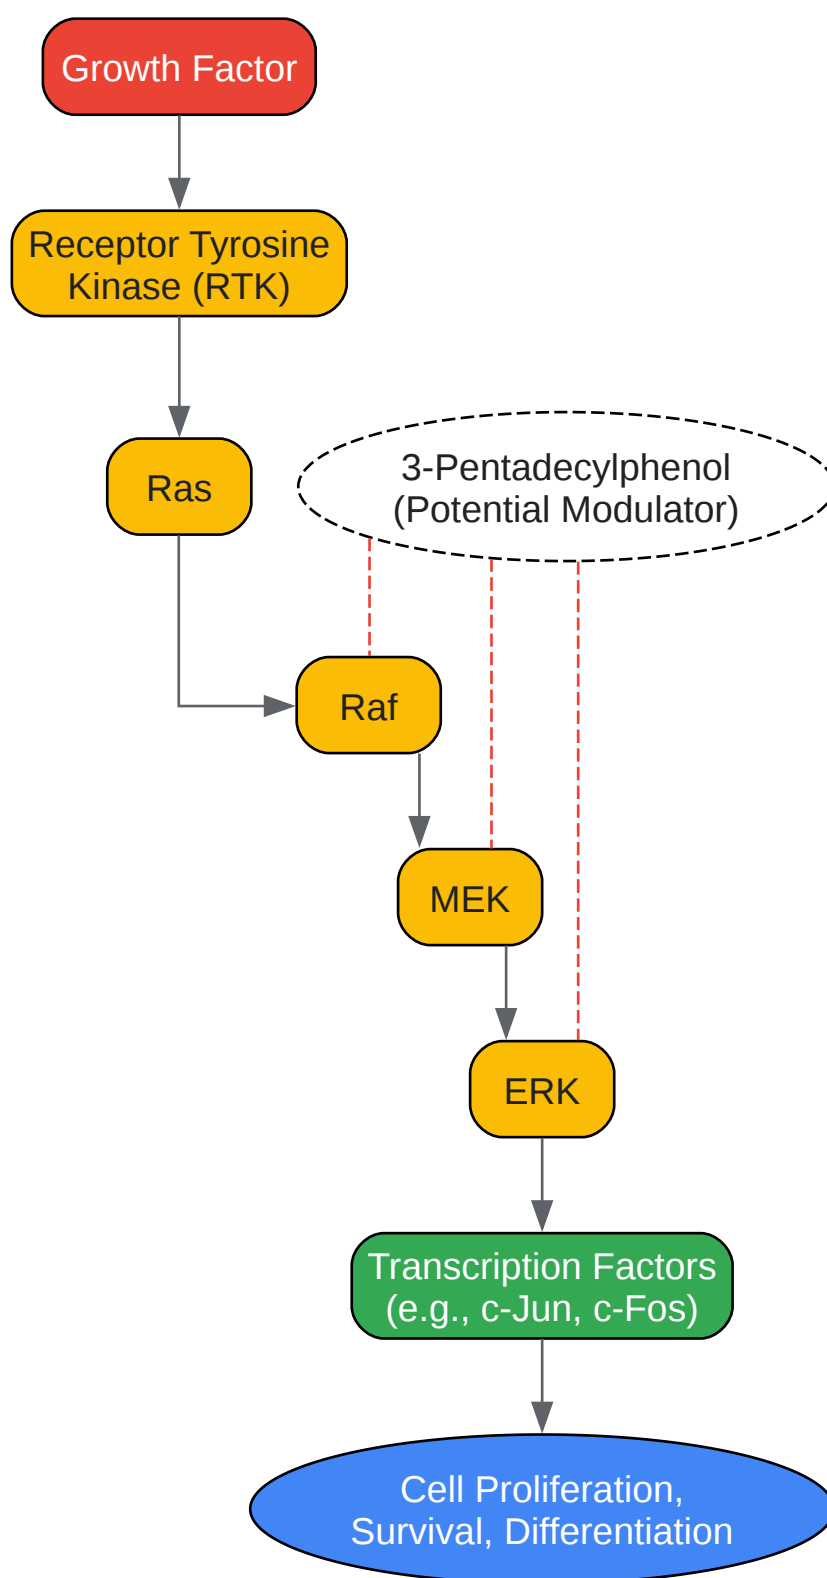 Growth Factor
Receptor Tyrosine
Kinase (RTK)
Ras
3-Pentadecylphenol
(Potential Modulator)
Raf
MEK
ERK
Transcription Factors
(e.g., c-Jun, c-Fos)
Cell Proliferation,
Survival, Differentiation